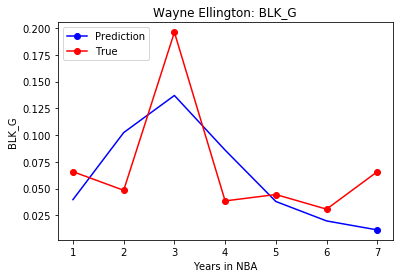 Wayne Ellington: BLK_G
Prediction
True
BLK_G
0.200
0.175
0.150
0.125
0.100
0.075
0.050
0.025
1 2 3 4 5 6 7
Years in NBA